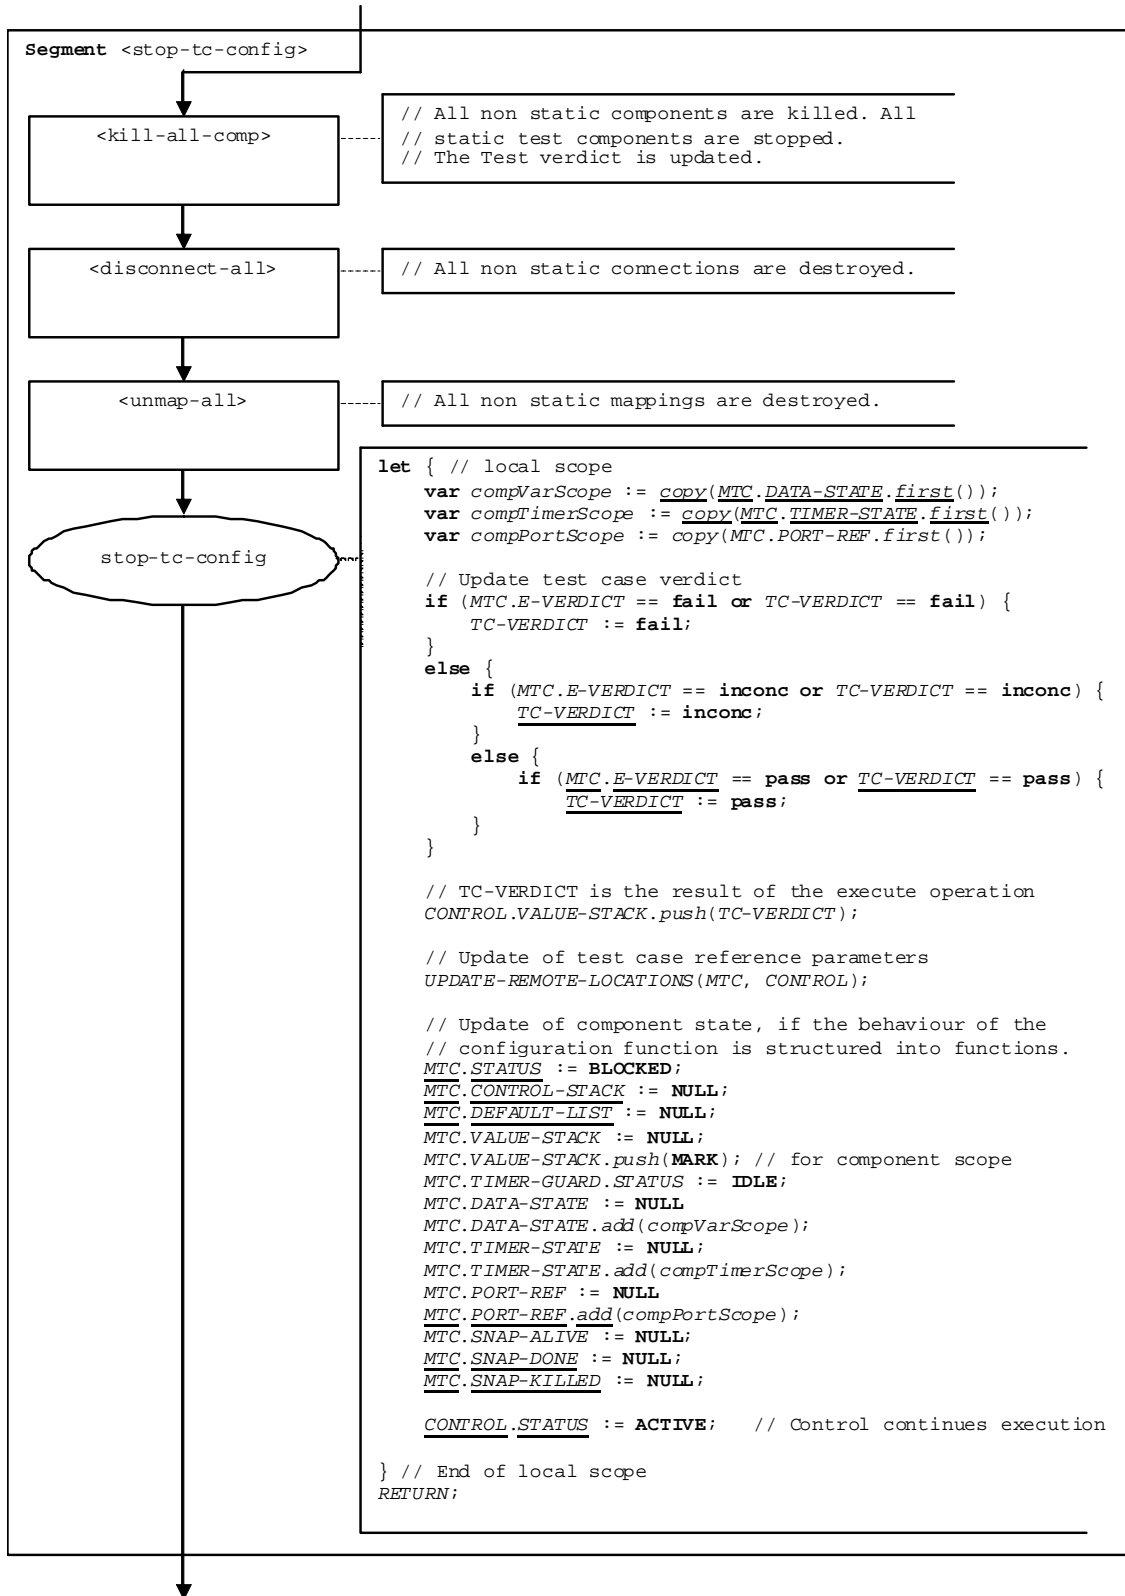 Segment <stop-tc-config>
<kill-all-comp>
// All non static components are killed. All
// static test components are stopped.
// The Test verdict is updated.
<disconnect-all>
// All non static connections are destroyed.
<unmap-all>
// All non static mappings are destroyed.
stop-tc-config
let { // local scope
var compVarScope := copy(MTC.DATA-STATE.first());
var compTimerScope := copy(MTC.TIMER-STATE.first());
var compPortScope := copy(MTC.PORT-REF.first());
// Update test case verdict
if (MTC.E-VERDICT == fail or TC-VERDICT == fail) {
TC-VERDICT := fail;
}
else {
if (MTC.E-VERDICT == inconc or TC-VERDICT == inconc) {
TC-VERDICT := inconc;
}
else {
if (MTC.E-VERDICT == pass or TC-VERDICT == pass) {
TC-VERDICT := pass;
}
}
// TC-VERDICT is the result of the execute operation
CONTROL.VALUE-STACK.push(TC-VERDICT);
// Update of test case reference parameters
UPDATE-REMOTE-LOCATIONS(MTC, CONTROL);
// Update of component state, if the behaviour of the
// configuration function is structured into functions.
MTC.STATUS := BLOCKED;
MTC.CONTROL-STACK := NULL;
MTC.DEFAULT-LIST := NULL;
MTC.VALUE-STACK := NULL;
MTC.VALUE-STACK.push(MARK); // for component scope
MTC.TIMER-GUARD.STATUS := IDLE;
MTC.DATA-STATE := NULL
MTC.DATA-STATE.add(compVarScope);
MTC.TIMER-STATE := NULL;
MTC.TIMER-STATE.add(compTimerScope);
MTC.PORT-REF := NULL
MTC.PORT-REF.add(compPortScope);
MTC.SNAP-ALIVE := NULL;
MTC.SNAP-DONE := NULL;
MTC.SNAP-KILLED := NULL;
CONTROL.STATUS := ACTIVE; // Control continues execution
} // End of local scope
RETURN;